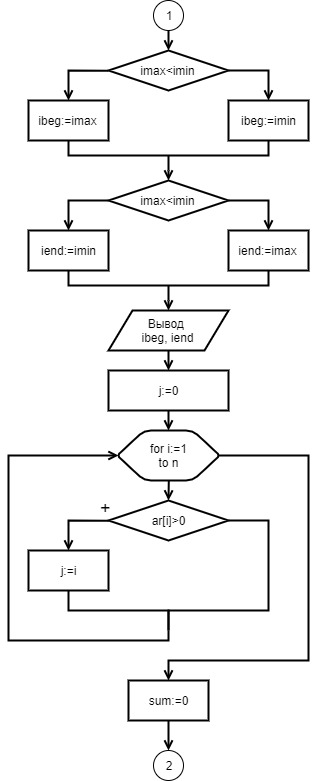 1
imax<imin
ibeg:=imax
ibeg:=imin
imax<imin
iend:=imin
iend:=imax
Вывод
ibeg, iend
j:=0
for i:=1
to n
+
ar[i]>0
j:=i
sum:=0
2